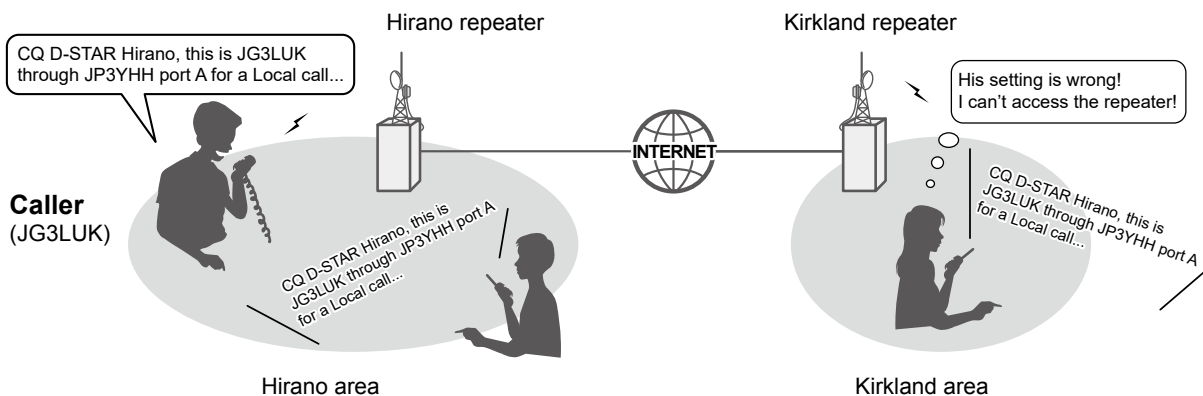 Hirano repeater
Kirkland repeater
CQ D-STAR Hirano, this is JG3LUK
through JP3YHH port A for a Local call...
His setting is wrong!
I can't access the repeater!
INTERNET
Caller
(JG3LUK)
CQ D-STAR Hirano, this is
JG3LUK through JP3YHH port A
for a Local call...
CQ D-STAR Hirano, this is
JG3LUK through JP3YHH port A
for a Local call...
Hirano area
Kirkland area